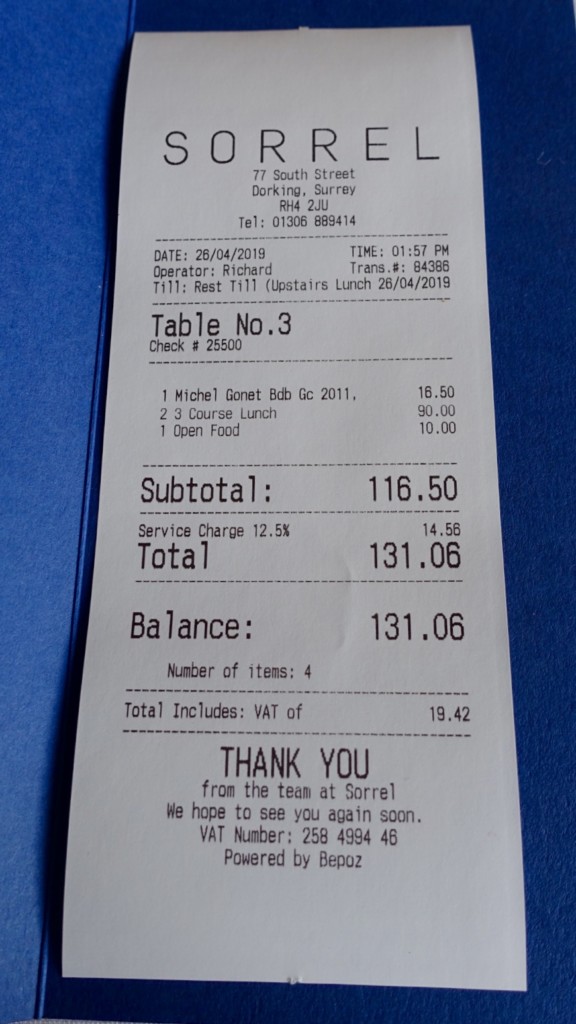 SORREL
77 South Street
Dorking, Surrey
RH4 2JU
Tel: 01306 889414
DATE: 26/04/2019 TIME: 01:57 PM
Operator: Richard Trans.#: 84386
Till: Rest Till (Upstairs Lunch 26/04/2019
Table No.3
Check # 25500
1 Michel Gonet Bdb Gc 2011, 16.50
2 3 Course Lunch 90.00
1 Open Food 10.00
Subtotal: 116.50
Service Charge 12.5% 14.56
Total 131.06
Balance: 131.06
Number of items: 4
Total Includes: VAT of 19.42
THANK YOU
from the team at Sorrel
We hope to see you again soon.
VAT Number: 258 4994 46
Powered by Bepoz